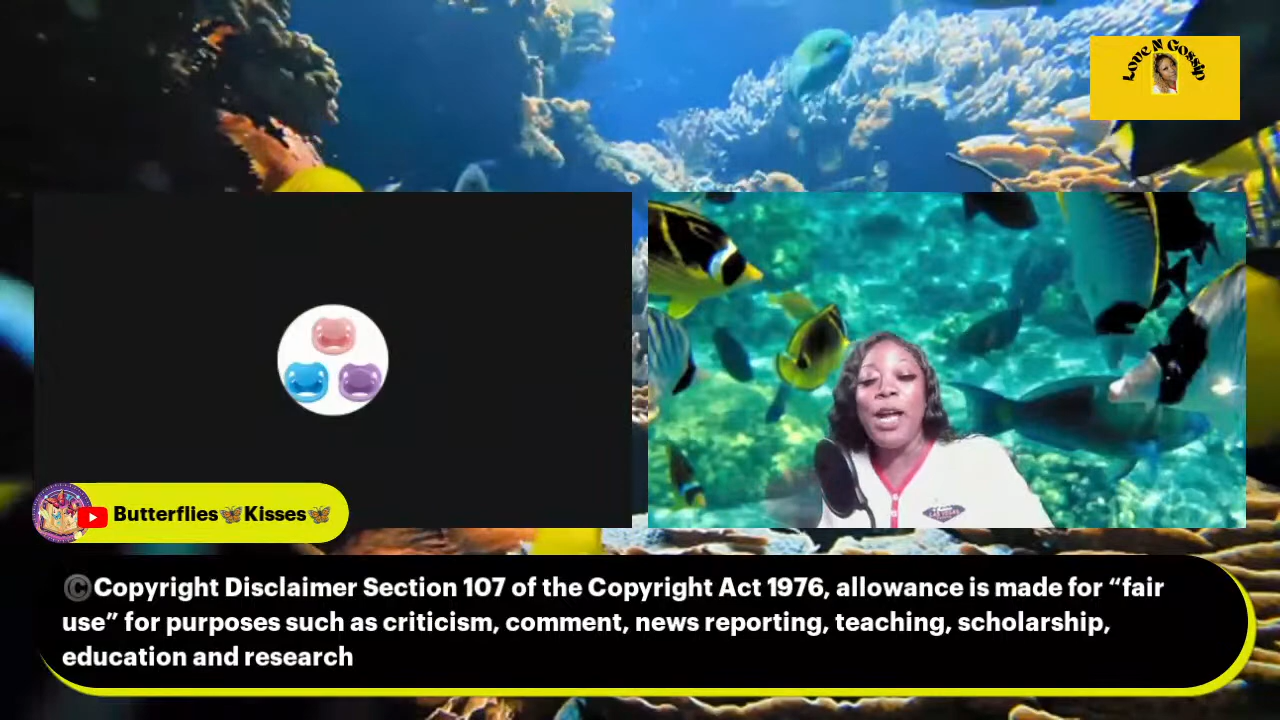 Love N Gossip
Butterflies🦋Kisses🦋
©Copyright Disclaimer Section 107 of the Copyright Act 1976, allowance is made for “fair
use” for purposes such as criticism, comment, news reporting, teaching, scholarship,
education and research